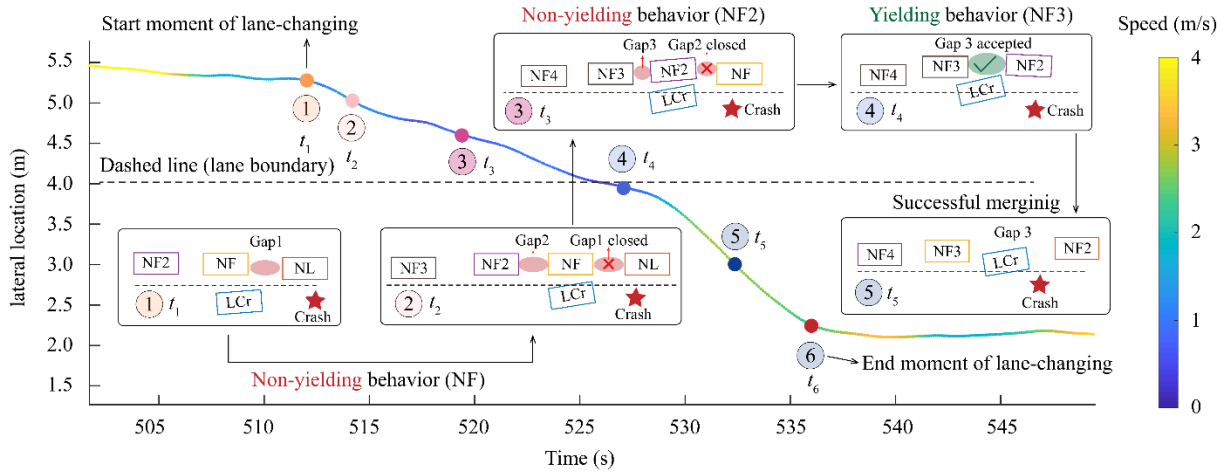 Start moment of lane-changing
Non-yielding behavior (NF2)
Yielding behavior (NF3)
Speed (m/s)
Gap3 Gap2 closed
NF4 NF3 NF2 NF
LCr
Crash
3 t3
Gap 3 accepted
NF4 NF3 NF2
LCr
Crash
4 t4
1
t1
2
t2
3
t3
4 t4
Dashed line (lane boundary)
Gap1
NF2 NF NL
LCr
1 t1
Crash
Gap2 Gap1 closed
NF3 NF2 NF NL
LCr
2 t2
Crash
5 t5
Successful merginig
Gap 3
NF4 NF3 NF2
LCr
5 t5
Crash
6
t6
End moment of lane-changing
Non-yielding behavior (NF)
lateral location (m)
5.5
5.0
4.5
4.0
3.5
3.0
2.5
2.0
1.5
505 510 515 520 525 530 535 540 545
Time (s)
4
3
2
1
0